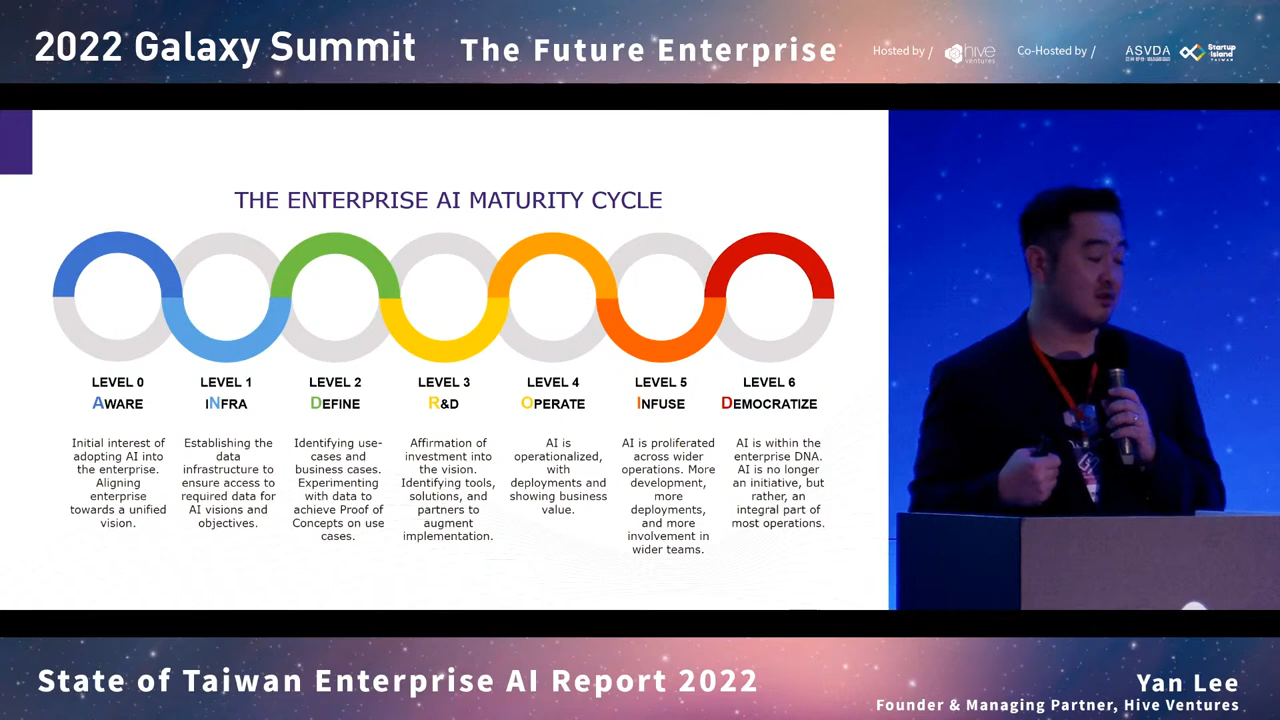 2022 Galaxy Summit
The Future Enterprise
Hosted by /
hive
ventures
Co-Hosted by /
ASVDA
Startup
Island
TAIWAN
THE ENTERPRISE AI MATURITY CYCLE
LEVEL 0
AWARE
Initial interest of
adopting AI into
the enterprise.
Aligning
enterprise
towards a unified
vision.
LEVEL 1
INFRA
Establishing the
data
infrastructure to
ensure access to
required data for
AI visions and
objectives.
LEVEL 2
DEFINE
Identifying use-
cases and
business cases.
Experimenting
with data to
achieve Proof of
Concepts on use
cases.
LEVEL 3
R&D
Affirmation of
investment into
the vision.
Identifying tools,
solutions, and
partners to
augment
implementation.
LEVEL 4
OPERATE
AI is
operationalized,
with
deployments and
showing business
value.
LEVEL 5
INFUSE
AI is proliferated
across wider
operations. More
development,
more
deployments,
and more
involvement in
wider teams.
LEVEL 6
DEMOCRATIZE
AI is within the
enterprise DNA.
AI is no longer
an initiative, but
rather, an
integral part of
most operations.
State of Taiwan Enterprise AI Report 2022
Yan Lee
Founder & Managing Partner, Hive Ventures